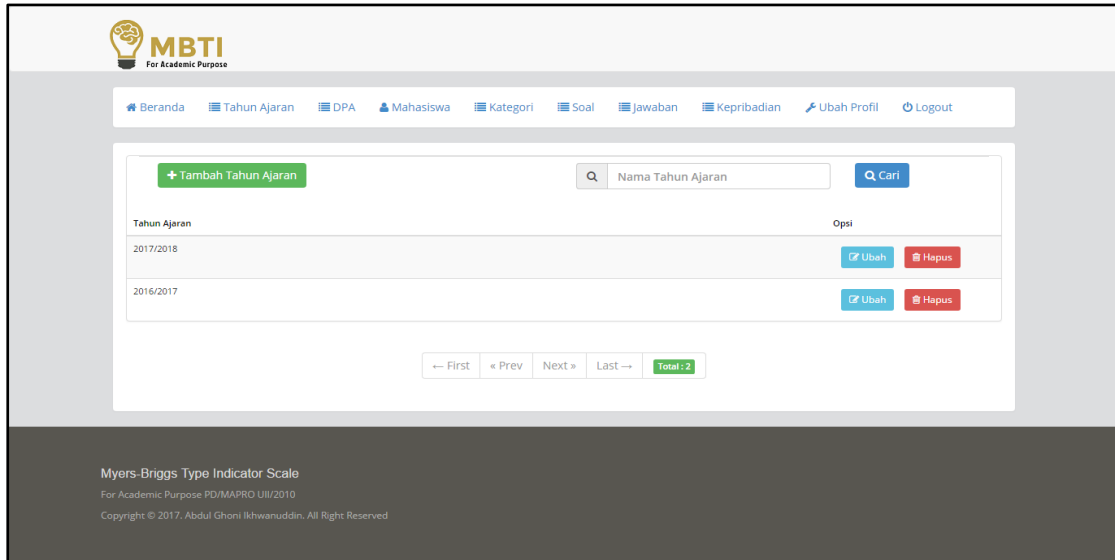 MBTI
For Academic Purpose
Beranda Tahun Ajaran DPA Mahasiswa Kategori Soal Jawaban Kepribadian Ubah Profil Logout
+ Tambah Tahun Ajaran Nama Tahun Ajaran Cari
Tahun Ajaran Opsi
2017/2018 Ubah Hapus
2016/2017 Ubah Hapus
← First « Prev Next » Last → Total : 2
Myers-Briggs Type Indicator Scale
For Academic Purpose PD/MAPRO UII/2010
Copyright © 2017. Abdul Ghoni Ikhwanuddin. All Right Reserved